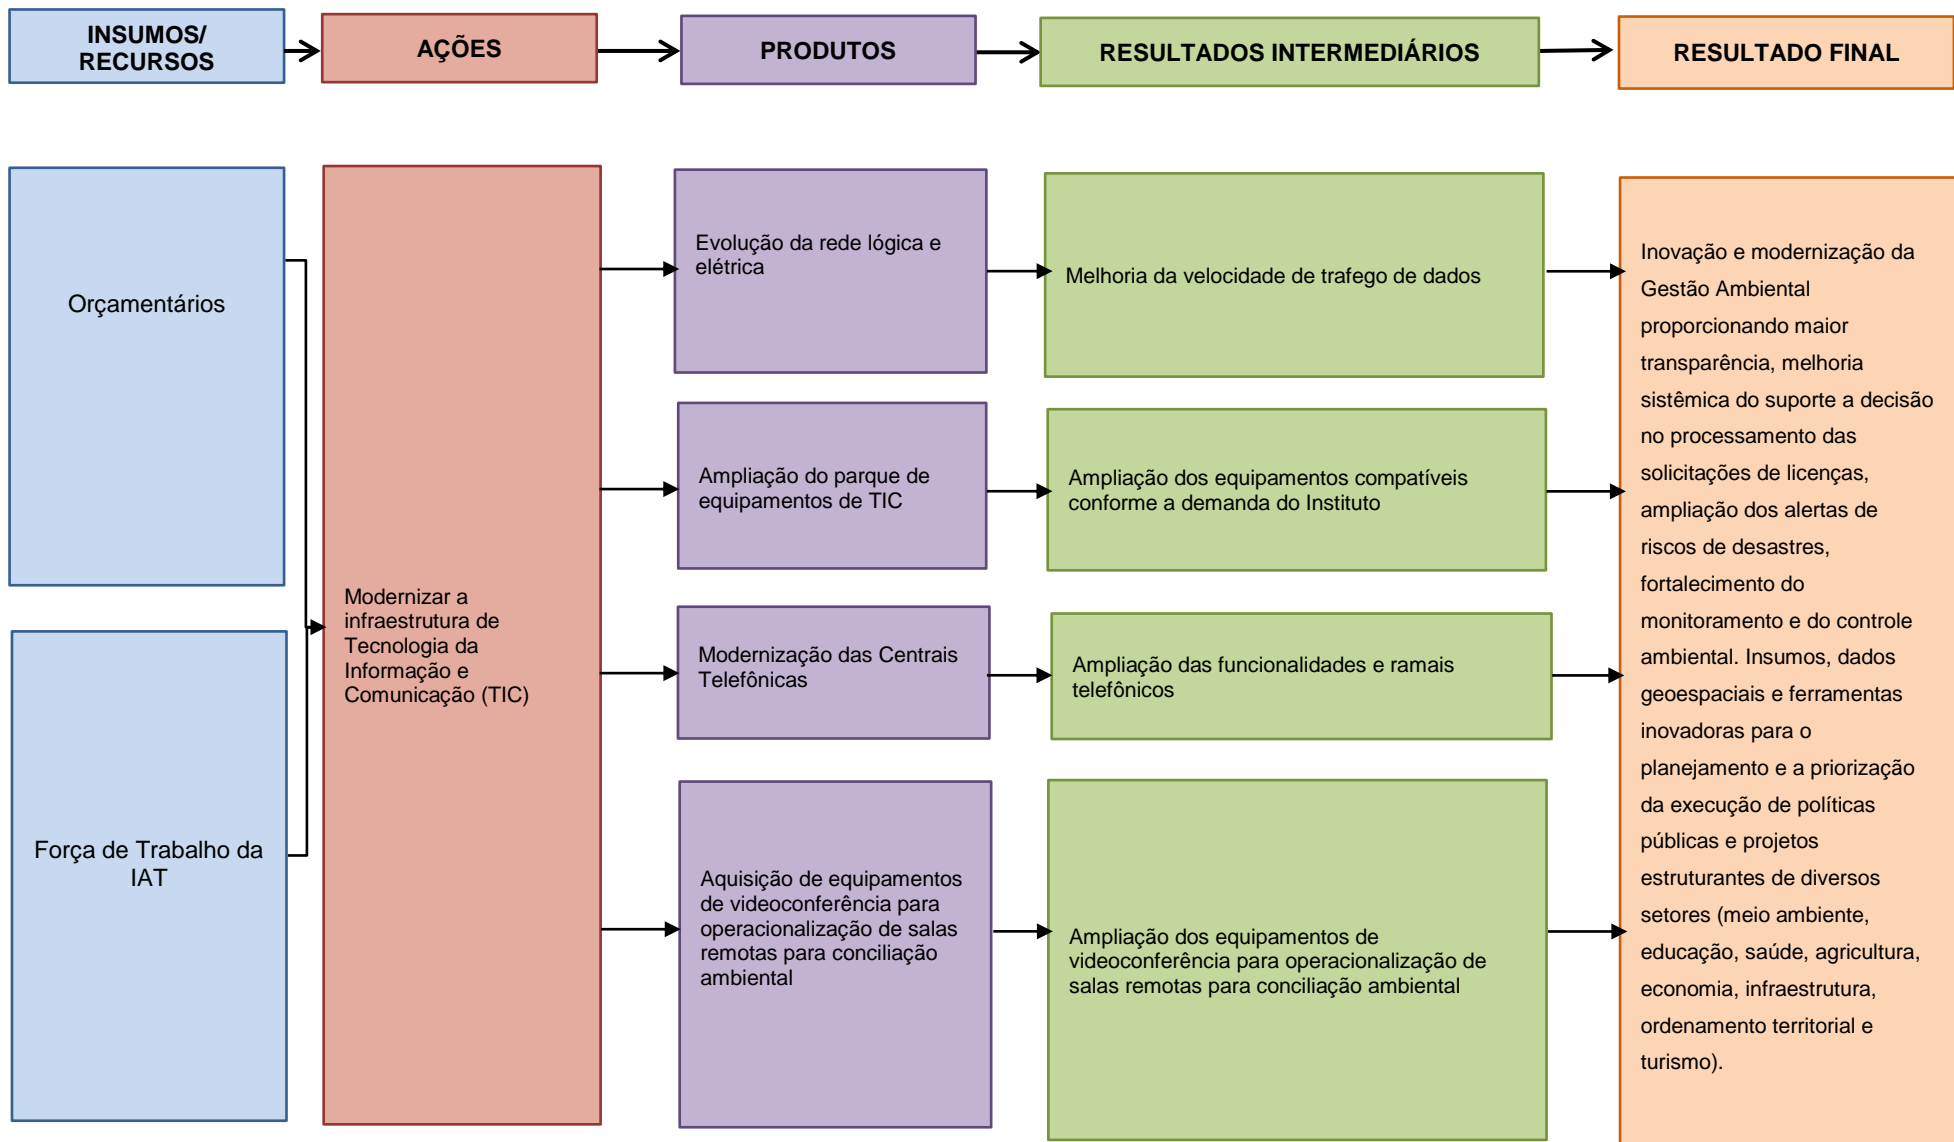 INSUMOS/
RECURSOS
AÇÕES
PRODUTOS
RESULTADOS INTERMEDIÁRIOS
RESULTADO FINAL
Orçamentários
Força de Trabalho da
IAT
Modernizar a
infraestrutura de
Tecnologia da
Informação e
Comunicação (TIC)
Evolução da rede lógica e
elétrica
Melhoria da velocidade de trafego de dados
Ampliação do parque de
equipamentos de TIC
Ampliação dos equipamentos compatíveis
conforme a demanda do Instituto
Modernização das Centrais
Telefônicas
Ampliação das funcionalidades e ramais
telefônicos
Aquisição de equipamentos
de videoconferência para
operacionalização de salas
remotas para conciliação
ambiental
Ampliação dos equipamentos de
videoconferência para operacionalização de
salas remotas para conciliação ambiental
Inovação e modernização da
Gestão Ambiental
proporcionando maior
transparência, melhoria
sistêmica do suporte a decisão
no processamento das
solicitações de licenças,
ampliação dos alertas de
riscos de desastres,
fortalecimento do
monitoramento e do controle
ambiental. Insumos, dados
geoespaciais e ferramentas
inovadoras para o
planejamento e a priorização
da execução de políticas
públicas e projetos
estruturantes de diversos
setores (meio ambiente,
educação, saúde, agricultura,
economia, infraestrutura,
ordenamento territorial e
turismo).